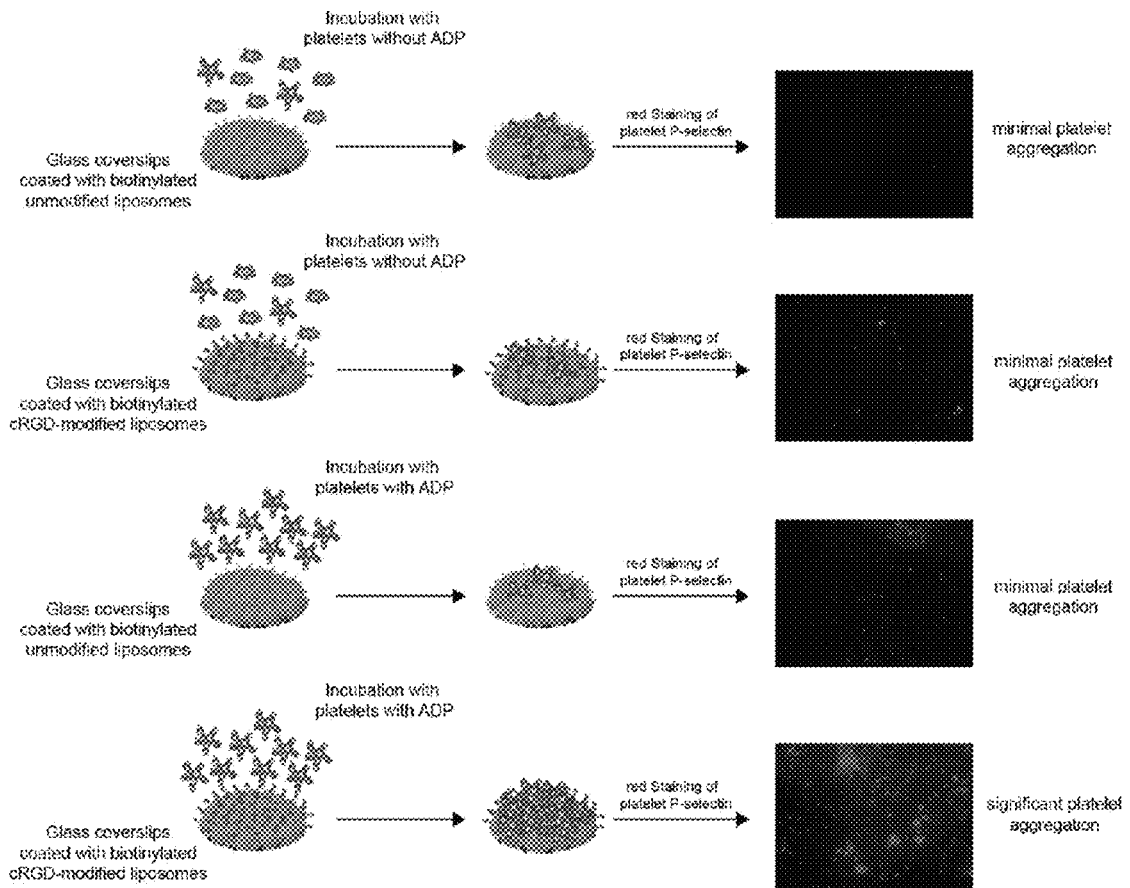 Incubation with
platelets without ADP
Glass coverslips
coated with biotinylated
unmodified liposomes
red Staining of
platelet P-selectin
minimal platelet
aggregation
Incubation with
platelets without ADP
Glass coverslips
coated with biotinylated
cRGD-modified liposomes
red Staining of
platelet P-selectin
minimal platelet
aggregation
Incubation with
platelets with ADP
Glass coverslips
coated with biotinylated
unmodified liposomes
red Staining of
platelet P-selectin
minimal platelet
aggregation
Incubation with
platelets with ADP
Glass coverslips
coated with biotinylated
cRGD-modified liposomes
red Staining of
platelet P-selectin
significant platelet
aggregation